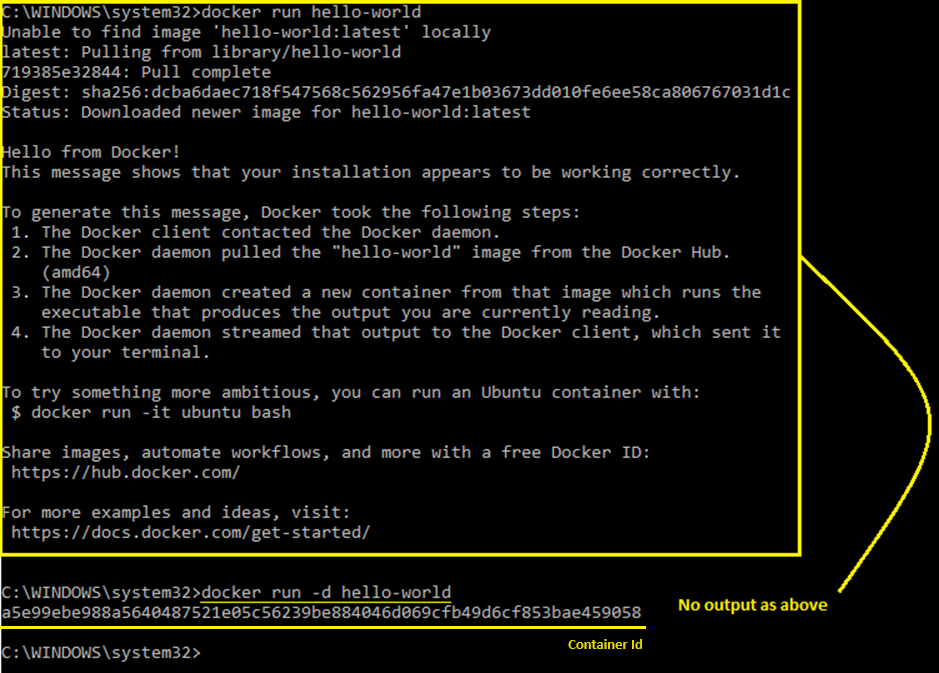 C:\WINDOWS\system32>docker run hello-world
Unable to find image 'hello-world:latest' locally
latest: Pulling from library/hello-world
719385e32844: Pull complete
Digest: sha256:dcba6daec718f547568c562956fa47e1b03673dd010fe6ee58ca806767031d1c
Status: Downloaded newer image for hello-world:latest
Hello from Docker!
This message shows that your installation appears to be working correctly.
To generate this message, Docker took the following steps:
1. The Docker client contacted the Docker daemon.
2. The Docker daemon pulled the "hello-world" image from the Docker Hub.
(amd64)
3. The Docker daemon created a new container from that image which runs the
executable that produces the output you are currently reading.
4. The Docker daemon streamed that output to the Docker client, which sent it
to your terminal.
To try something more ambitious, you can run an Ubuntu container with:
$ docker run -it ubuntu bash
Share images, automate workflows, and more with a free Docker ID:
https://hub.docker.com/
For more examples and ideas, visit:
https://docs.docker.com/get-started/
C:\WINDOWS\system32>docker run -d hello-world
a5e99ebe988a5640487521e05c56239be884046d069cfb49d6cf853bae459058
No output as above
Container Id
C:\WINDOWS\system32>